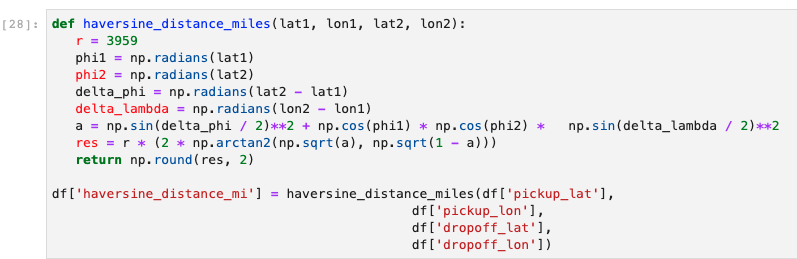 [28]: def haversine_distance_miles(lat1, lon1, lat2, lon2):
r = 3959
phi1 = np.radians(lat1)
phi2 = np.radians(lat2)
delta_phi = np.radians(lat2 - lat1)
delta_lambda = np.radians(lon2 - lon1)
a = np.sin(delta_phi / 2)**2 + np.cos(phi1) * np.cos(phi2) *   np.sin(delta_lambda / 2)**2
res = r * (2 * np.arctan2(np.sqrt(a), np.sqrt(1 - a)))
return np.round(res, 2)
df['haversine_distance_mi'] = haversine_distance_miles(df['pickup_lat'],
df['pickup_lon'],
df['dropoff_lat'],
df['dropoff_lon'])